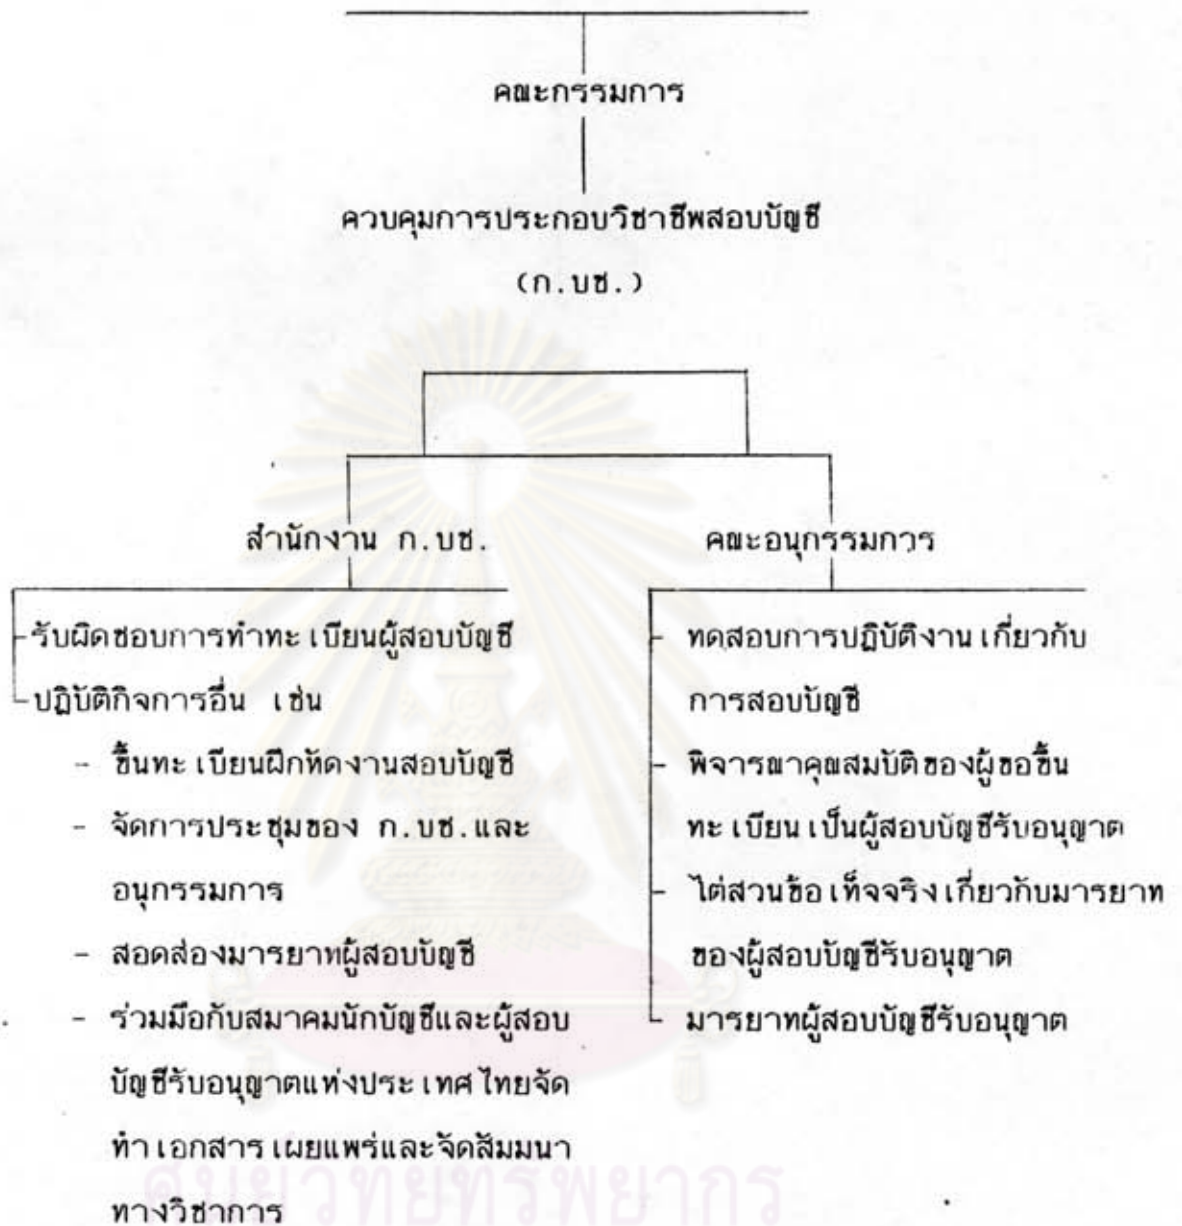 คณะกรรมการ
ควบคุมการประกอบวิชาชีพสอบบัญชี
(ก.บช.)
สำนักงาน ก.บช.
- รับผิดชอบการทำทะเบียนผู้สอบบัญชี
- ปฏิบัติกิจการอื่น เช่น
- ขึ้นทะเบียนฝึกหัดงานสอบบัญชี
- จัดการประชุมของ ก.บช.และ
อนุกรรมการ
- สอดส่องมารยาทผู้สอบบัญชี
- ร่วมมือกับสมาคมนักบัญชีและผู้สอบ
บัญชีรับอนุญาตแห่งประเทศไทยจัด
ทำเอกสารเผยแพร่และจัดสัมมนา
ทางวิชาการ
คณะอนุกรรมการ
- ทดสอบการปฏิบัติงานเกี่ยวกับ
การสอบบัญชี
- พิจารณาคุณสมบัติของผู้ขอขึ้น
ทะเบียนเป็นผู้สอบบัญชีรับอนุญาต
- ไต่สวนข้อเท็จจริงเกี่ยวกับมารยาท
ของผู้สอบบัญชีรับอนุญาต
- มารยาทผู้สอบบัญชีรับอนุญาต
ศูนย์วิทยทรัพยากร